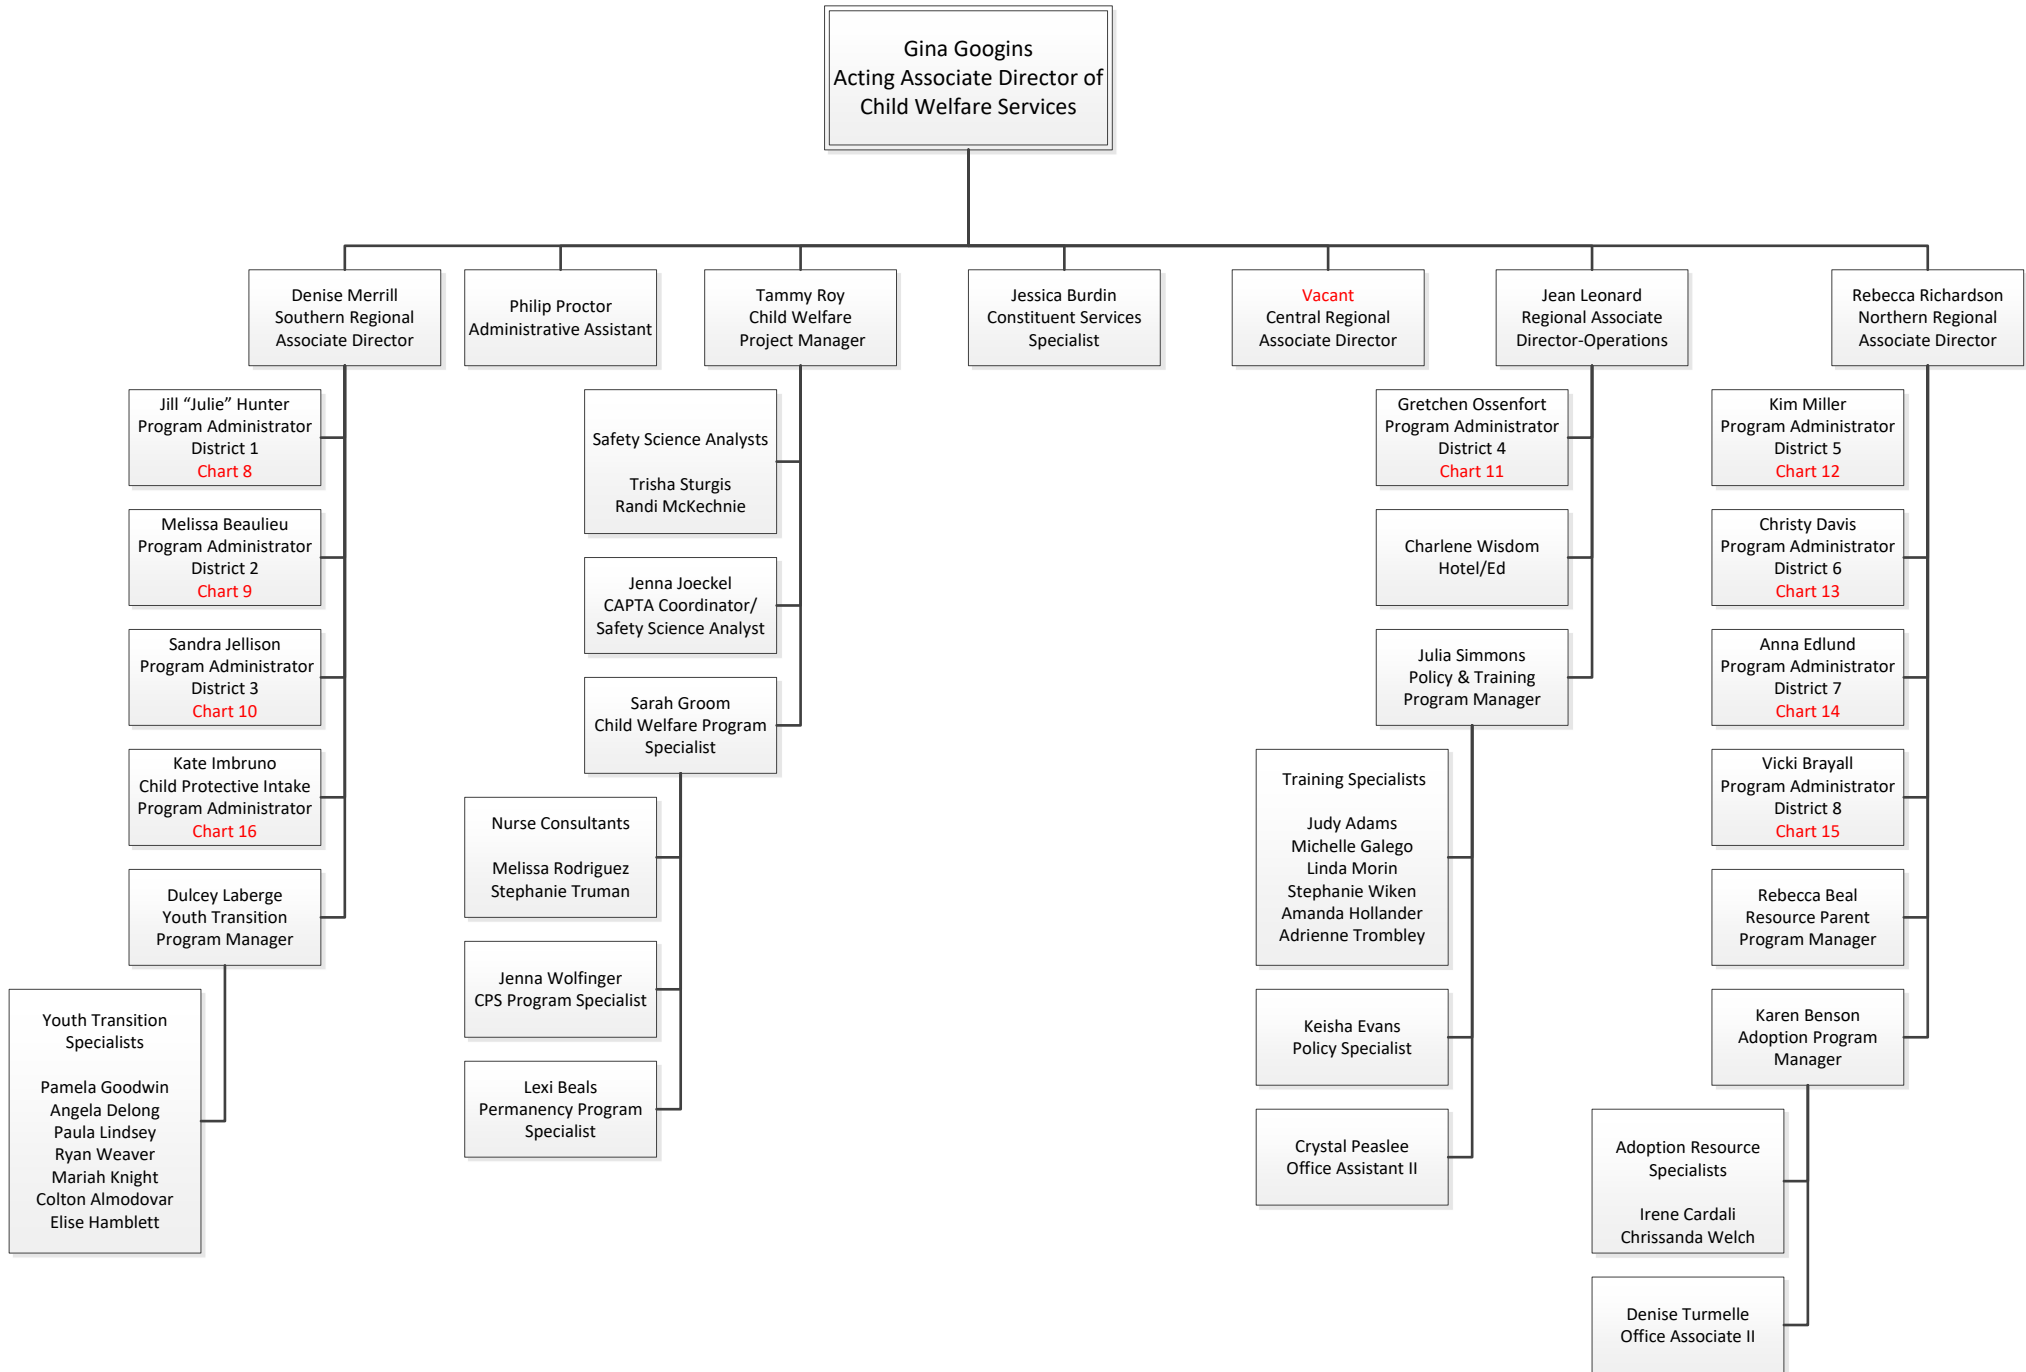 Gina Googins
Acting Associate Director of
Child Welfare Services
Denise Merrill
Southern Regional
Associate Director
Philip Proctor
Administrative Assistant
Tammy Roy
Child Welfare
Project Manager
Jessica Burdin
Constituent Services
Specialist
Vacant
Central Regional
Associate Director
Jean Leonard
Regional Associate
Director-Operations
Rebecca Richardson
Northern Regional
Associate Director
Jill “Julie” Hunter
Program Administrator
District 1
Chart 8
Melissa Beaulieu
Program Administrator
District 2
Chart 9
Sandra Jellison
Program Administrator
District 3
Chart 10
Kate Imbruno
Child Protective Intake
Program Administrator
Chart 16
Dulcey Laberge
Youth Transition
Program Manager
Youth Transition
Specialists
Pamela Goodwin
Angela Delong
Paula Lindsey
Ryan Weaver
Mariah Knight
Colton Almodovar
Elise Hamblett
Safety Science Analysts
Trisha Sturgis
Randi McKechnie
Jenna Joeckel
CAPTA Coordinator/
Safety Science Analyst
Sarah Groom
Child Welfare Program
Specialist
Nurse Consultants
Melissa Rodriguez
Stephanie Truman
Jenna Wolfinger
CPS Program Specialist
Lexi Beals
Permanency Program
Specialist
Gretchen Ossenfort
Program Administrator
District 4
Chart 11
Charlene Wisdom
Hotel/Ed
Julia Simmons
Policy & Training
Program Manager
Training Specialists
Judy Adams
Michelle Galego
Linda Morin
Stephanie Wiken
Amanda Hollander
Adrienne Trombley
Keisha Evans
Policy Specialist
Crystal Peaslee
Office Assistant II
Kim Miller
Program Administrator
District 5
Chart 12
Christy Davis
Program Administrator
District 6
Chart 13
Anna Edlund
Program Administrator
District 7
Chart 14
Vicki Brayall
Program Administrator
District 8
Chart 15
Rebecca Beal
Resource Parent
Program Manager
Karen Benson
Adoption Program
Manager
Adoption Resource
Specialists
Irene Cardali
Chrissanda Welch
Denise Turmelle
Office Associate II